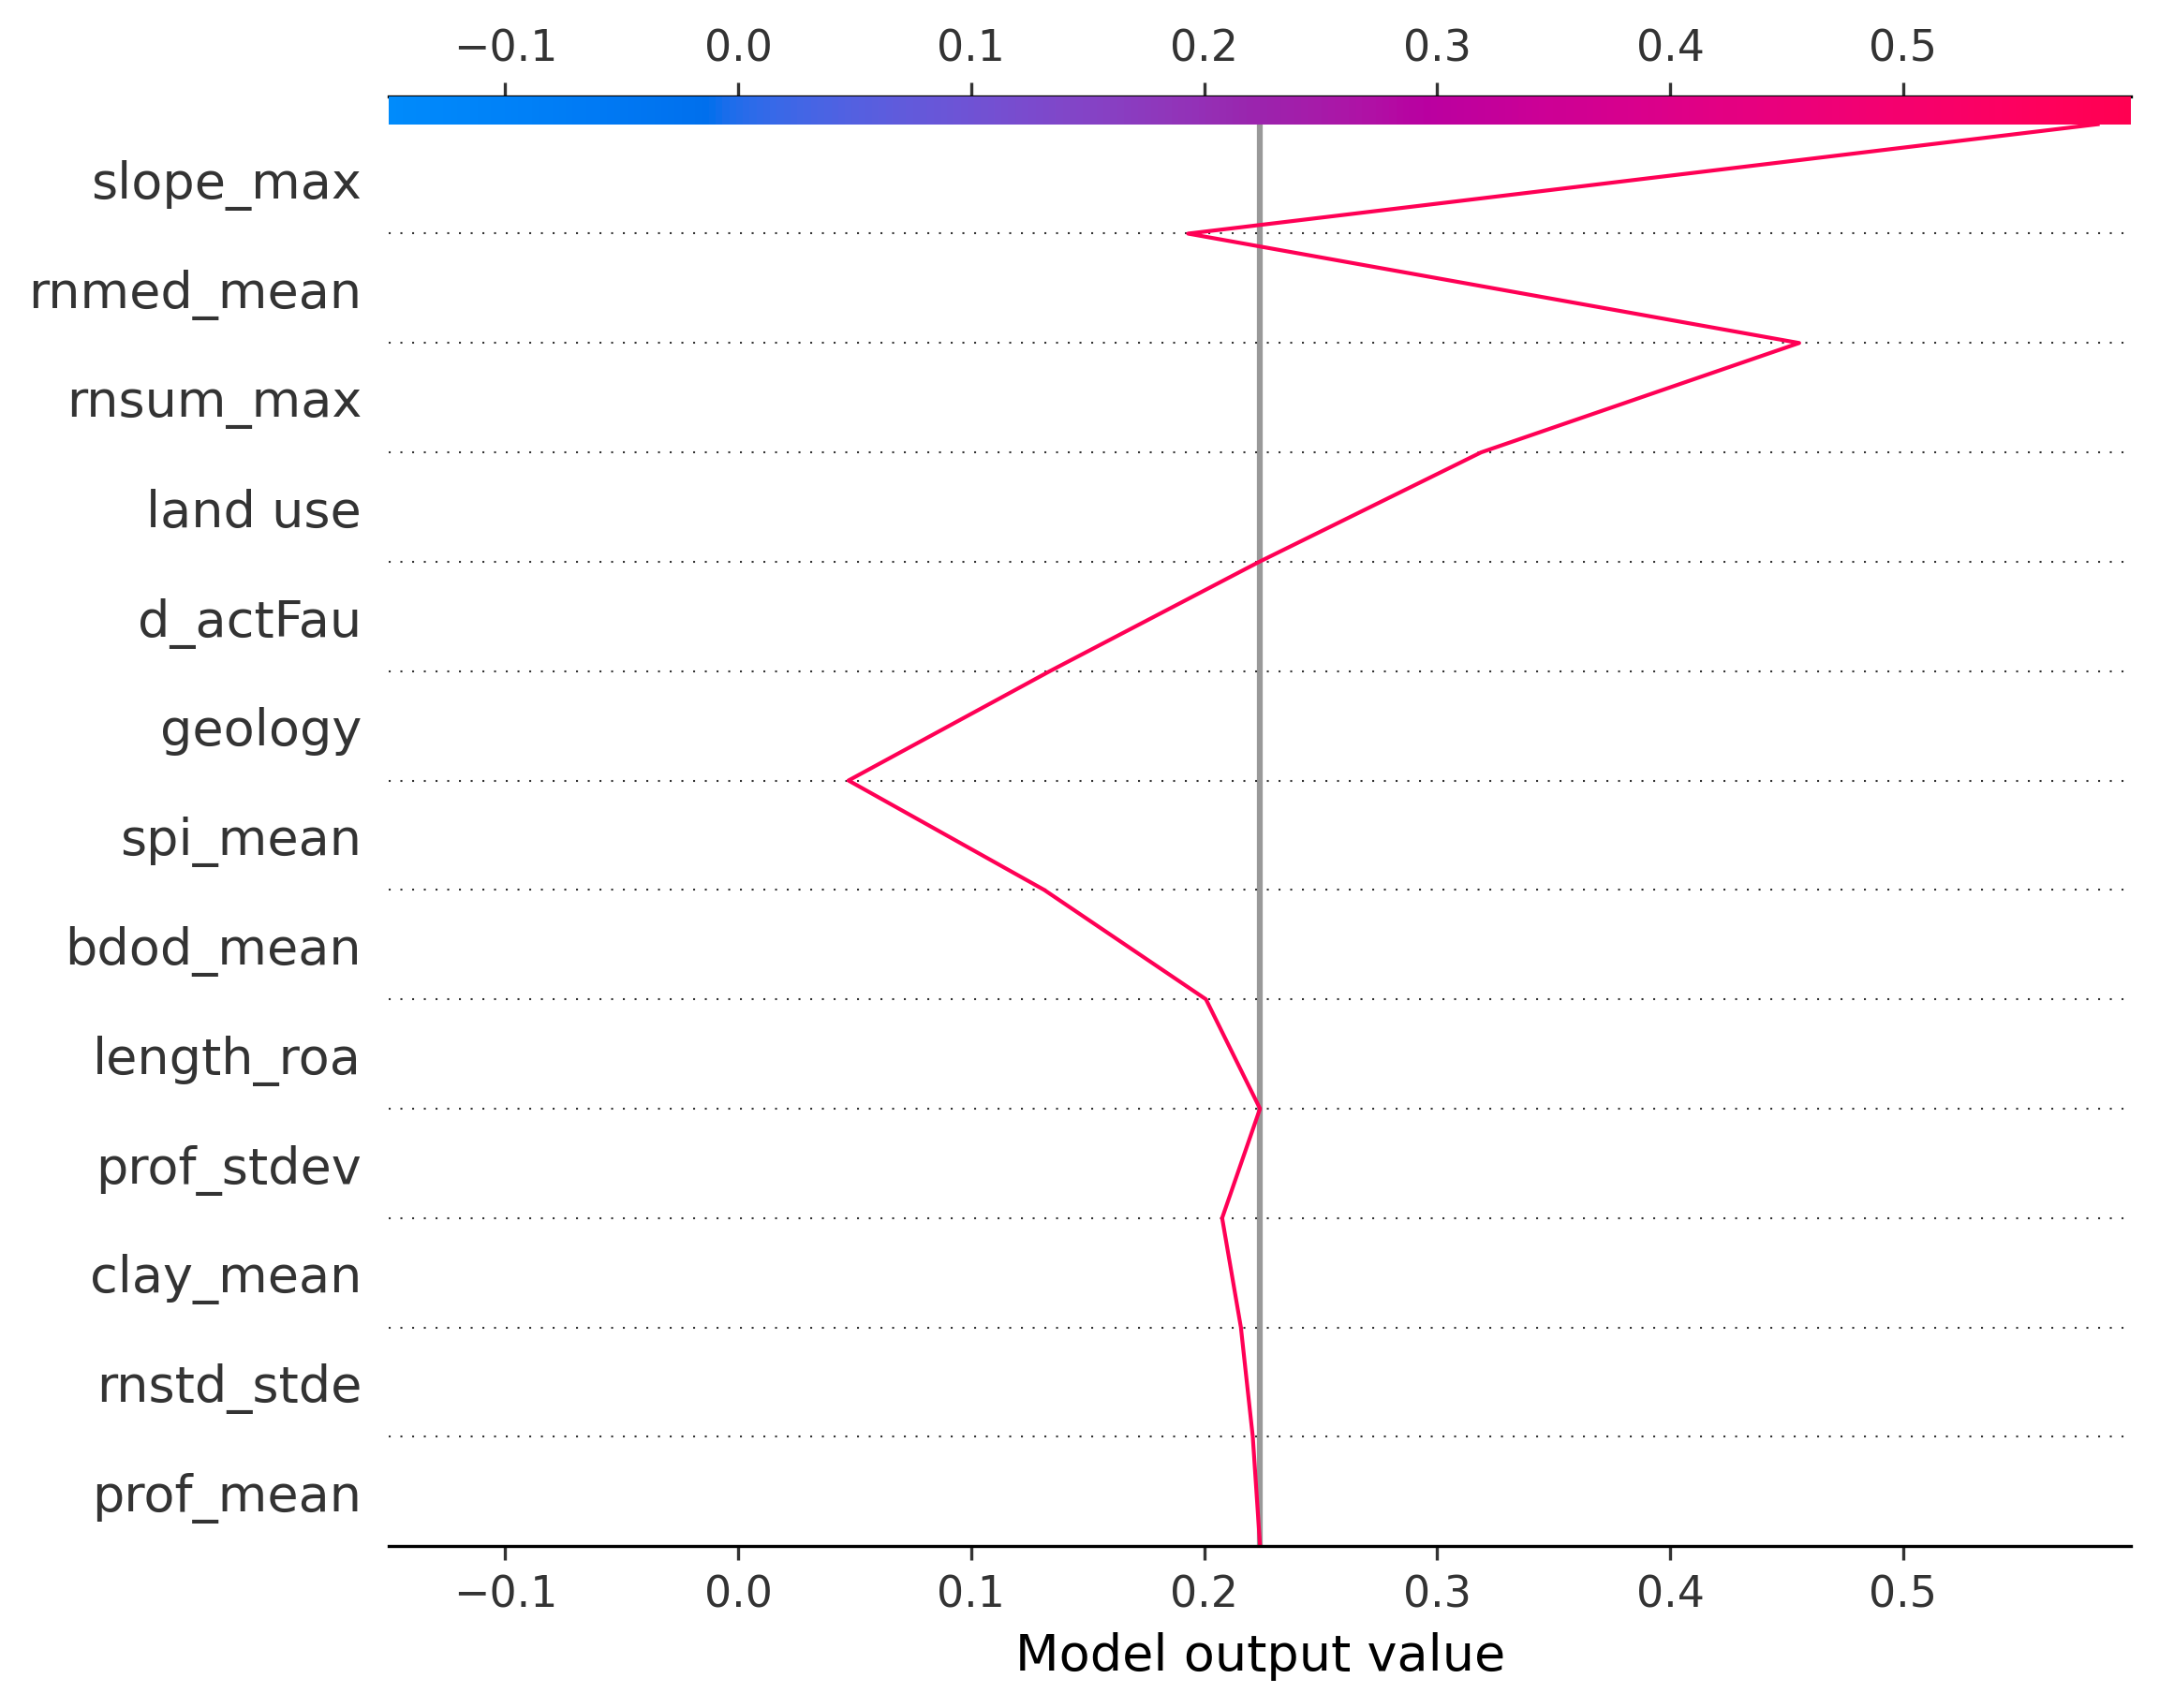 −0.1 0.0 0.1 0.2 0.3 0.4 0.5
slope_max
rnmed_mean
rnsum_max
land use
d_actFau
geology
spi_mean
bdod_mean
length_roa
prof_stdev
clay_mean
rnstd_stde
prof_mean
−0.1 0.0 0.1 0.2 0.3 0.4 0.5
Model output value